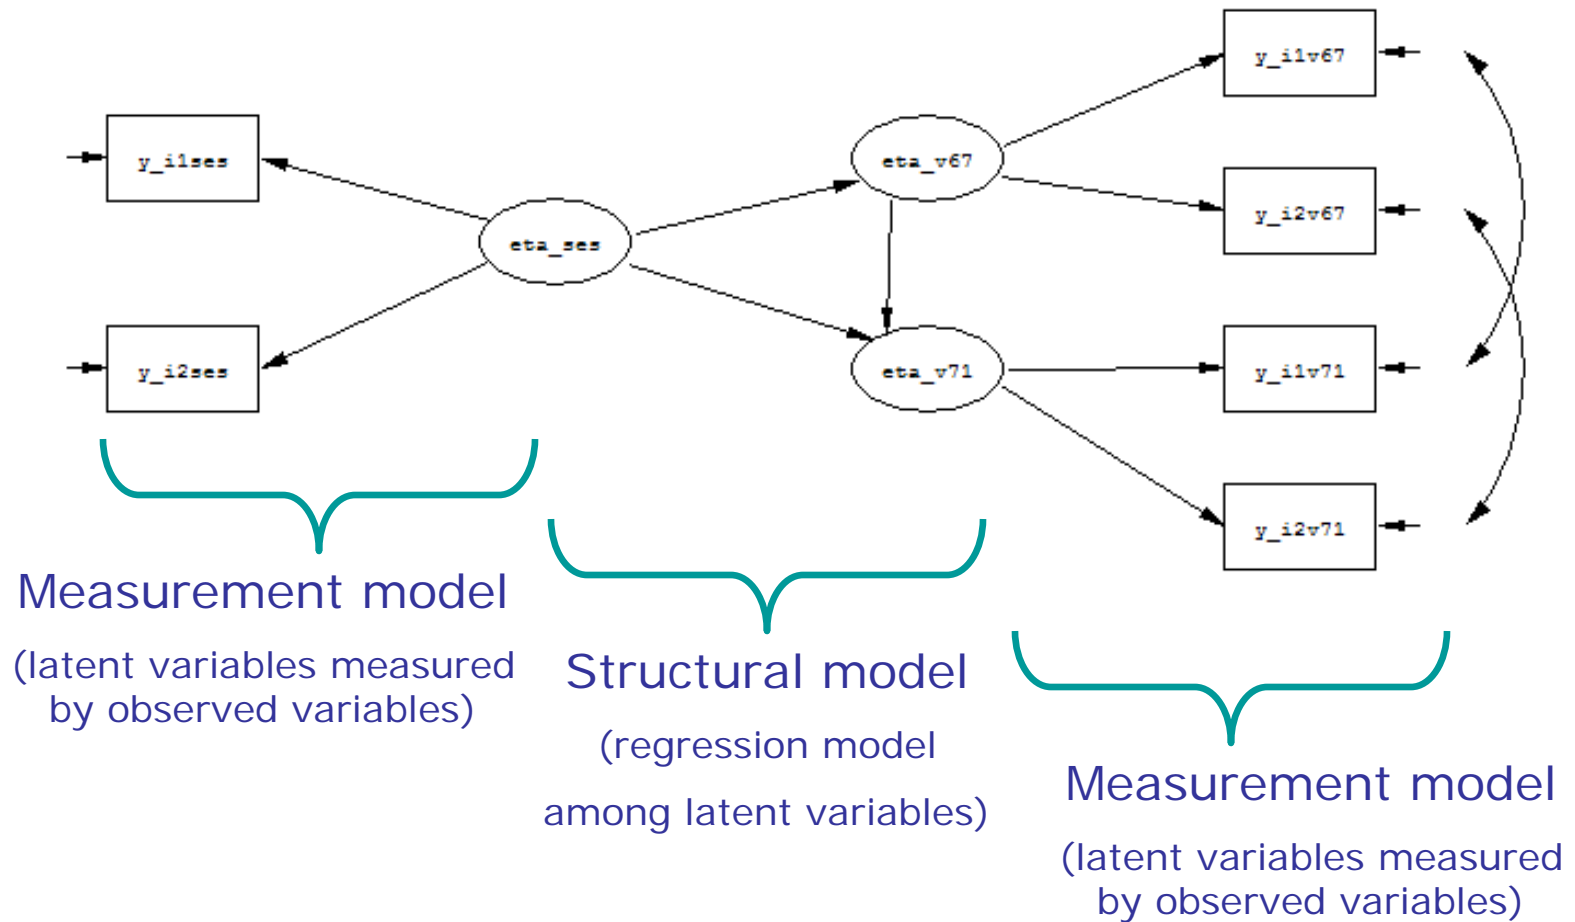 y_i1v67
y_i1ses
eta_v67
y_i2v67
eta_ses
y_i2ses
eta_v71
y_i1v71
y_i2v71
Measurement model
(latent variables measured
by observed variables)
Structural model
(regression model
among latent variables)
Measurement model
(latent variables measured
by observed variables)